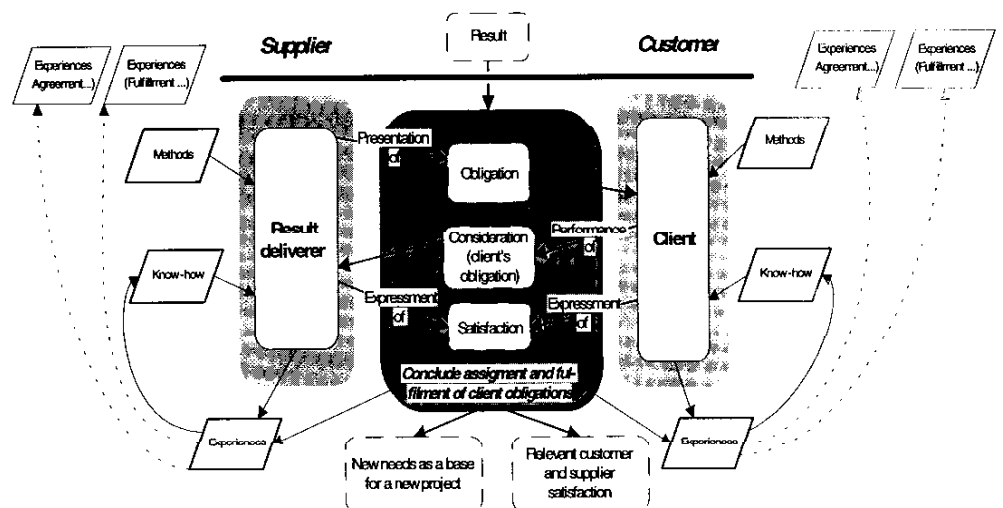 Supplier
Result
Customer
Experiences
Agreement...)
Experiences
(Fulfillment ...)
Experiences
Agreement...)
Experiences
(Fulfillment ...)
Methods
Presentation
of
Obligation
Methods
Result
deliverer
Consideration
(client's
obligation)
Performance
of
Client
Know-how
Know-how
Expressment
of
Satisfaction
Expressment
of
Conclude assigment and ful-
filment of client obligations
Experiences
Experiences
New needs as a base
for a new project
Relevant customer
and supplier
satisfaction